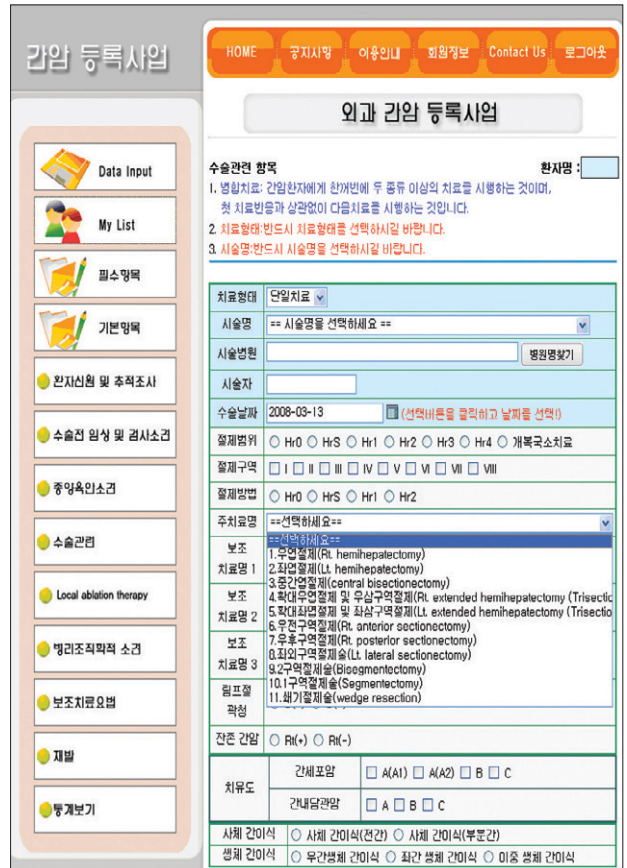 간암 등록사업
HOME 공지사항 이용안내 회원정보 Contact Us 로그아웃
외과 간암 등록사업
Data Input
My List
필수항목
기본항목
환자신원 및 추적조사
수술전 임상 및 검사소견
종양육안소견
수술관련
Local ablation therapy
병리조직학적 소견
보조치료요법
재발
통계보기
수술관련 항목 환자명 :
1. 병합치료: 간암환자에게 한꺼번에 두 종류 이상의 치료를 시행하는 것이며,
첫 치료반응과 상관없이 다음치료를 시행하는 것입니다.
2. 치료형태:반드시 치료형태를 선택하시길 바랍니다.
3. 시술명:반드시 시술명을 선택하시길 바랍니다.
치료형태 단일치료
시술명 == 시술명을 선택하세요 ==
시술병원 병원명찾기
시술자
수술날짜 2008-03-13 (선택버튼을 클릭하고 날짜를 선택!)
절제범위 Hr0 HrS Hr1 Hr2 Hr3 Hr4 개복국소치료
절제구역 I II III IV V VI VII VIII
절제방법 Hr0 HrS Hr1 Hr2
주치료명 ==선택하세요==
==선택하세요==
1.우엽절제(Rt. hemihepatectomy)
2.좌엽절제(Lt. hemihepatectomy)
3.중간엽절제(central bisectionectomy)
4.확대우엽절제 및 우삼구역절제(Rt. extended hemihepatectomy (Trisectio
5.확대좌엽절제 및 좌삼구역절제(Lt. extended hemihepatectomy (Trisection
6.우전구역절제(Rt. anterior sectionectomy)
7.우후구역절제(Rt. posterior sectionectomy)
8.좌외구역절제술(Lt. lateral sectionectomy)
9.2구역절제술(Bisegmentectomy)
10.1구역절제술(Segmentectomy)
11.쐐기절제술(wedge resection)
보조
치료명 1
보조
치료명 2
보조
치료명 3
림프절
곽청
잔존 간암 Rt(+) Rt(-)
치유도
간세포암 A(A1) A(A2) B C
간내담관암 A B C
사체 간이식 사체 간이식(전간) 사체 간이식(부분간)
생체 간이식 우간생체 간이식 좌간 생체 간이식 이중 생체 간이식